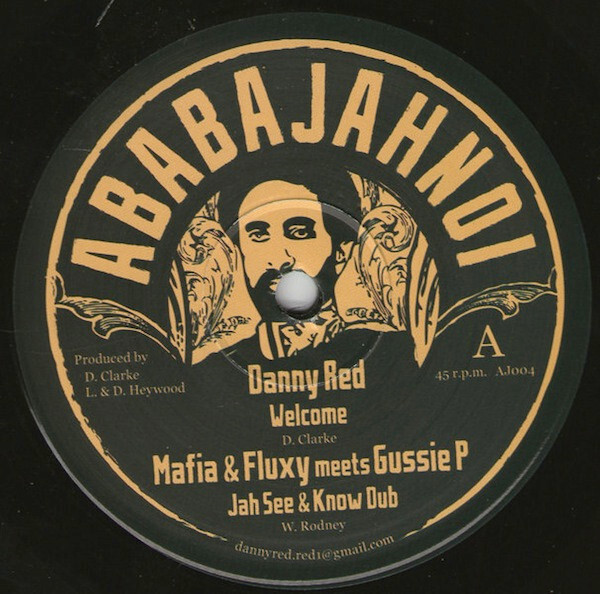 ABABAJAHNOI
Produced by
D. Clarke
L. & D. Heywood
A
45 r.p.m. AJ004
Danny Red
Welcome
D. Clarke
Mafia & Fluxy meets Gussie P
Jah See & Know Dub
W. Rodney
dannyred.red1@gmail.com